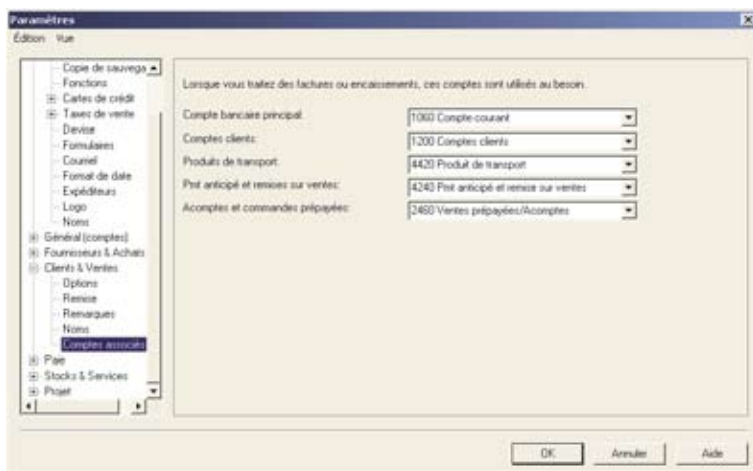 Paramètres
Édition Vue
Copie de sauvega
Fonctions
Cartes de crédit
Taxes de vente
Devise
Formulaires
Courriel
Format de date
Expéditeurs
Logo
Noms
Général (comptes)
Fournisseurs & Achats
Clients & Ventes
Options
Remise
Remarques
Noms
Comptes associés
Paie
Stocks & Services
Projet
Lorsque vous traitez des factures ou encaissements, ces comptes sont utilisés au besoin.
Compte bancaire principal: 1060 Compte courant
Comptes clients: 1200 Comptes clients
Produits de transport: 4420 Produit de transport
Pmt anticipé et remises sur ventes: 4240 Pmt anticipé et remise sur ventes
Acomptes et commandes prépayées: 2460 Ventes prépayées/Acomptes
OK Annuler Aide